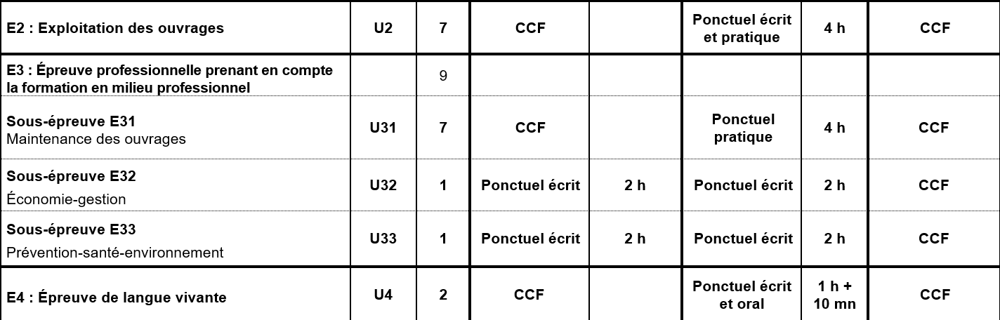 E2 : Exploitation des ouvrages U2 7 CCF Ponctuel écrit et pratique 4 h CCF
E3 : Épreuve professionnelle prenant en compte
la formation en milieu professionnel 9
Sous-épreuve E31
Maintenance des ouvrages U31 7 CCF Ponctuel pratique 4 h CCF
Sous-épreuve E32
Économie-gestion U32 1 Ponctuel écrit 2 h Ponctuel écrit 2 h CCF
Sous-épreuve E33
Prévention-santé-environnement U33 1 Ponctuel écrit 2 h Ponctuel écrit 2 h CCF
E4 : Épreuve de langue vivante U4 2 CCF Ponctuel écrit et oral 1 h + 10 mn CCF